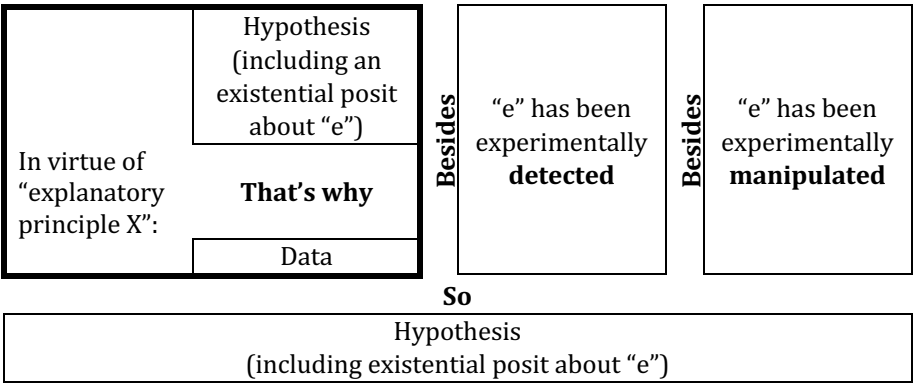 Hypothesis
(including an
existential posit
about “e”)
In virtue of
“explanatory
principle X”:
That’s why
Data
Besides
“e” has been
experimentally
detected
Besides
“e” has been
experimentally
manipulated
So
Hypothesis
(including existential posit about “e”)